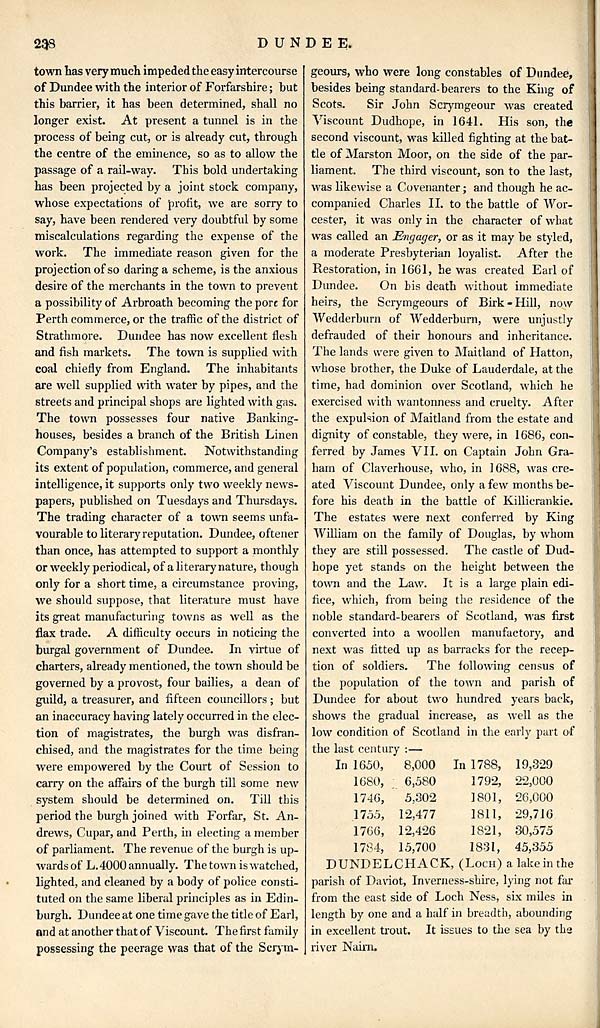 238
DUNDEE.
town has very much impeded the easy intercourse
of Dundee with the interior of Forfarshire; but
this barrier, it has been determined, shall no
longer exist. At present a tunnel is in the
process of being cut, or is already cut, through
the centre of the eminence, so as to allow the
passage of a rail-way. This bold undertaking
has been projected by a joint stock company,
whose expectations of profit, we are sorry to
say, have been rendered very doubtful by some
miscalculations regarding the expense of the
work. The immediate reason given for the
projection of so daring a scheme, is the anxious
desire of the merchants in the town to prevent
a possibility of Arbroath becoming the port for
Perth commerce, or the traffic of the district of
Strathmore. Dundee has now excellent flesh
and fish markets. The town is supplied with
coal chiefly from England. The inhabitants
are well supplied with water by pipes, and the
streets and principal shops are lighted with gas.
The town possesses four native Banking-
houses, besides a branch of the British Linen
Company's establishment. Notwithstanding
its extent of population, commerce, and general
intelligence, it supports only two weekly news-
papers, published on Tuesdays and Thursdays.
The trading character of a town seems unfa-
vourable to literary reputation. Dundee, oftener
than once, has attempted to support a monthly
or weekly periodical, of a literary nature, though
only for a short time, a circumstance proving,
we should suppose, that literature must have
its great manufacturing towns as well as the
flax trade. A difficulty occurs in noticing the
burgal government of Dundee. In virtue of
charters, already mentioned, the town should be
governed by a provost, four bailies, a dean of
guild, a treasurer, and fifteen councillors; but
an inaccuracy having lately occurred in the elec-
tion of magistrates, the burgh was disfran-
chised, and the magistrates for the time being
were empowered by the Court of Session to
carry on the affairs of the burgh till some new
system should be determined on. Till this
period the burgh joined with Forfar, St. An-
drews, Cupar, and Perth, in electing a member
of parliament. The revenue of the burgh is up-
wards of L.4000 annually. The town is watched,
lighted, and cleaned by a body of police consti-
tuted on the same liberal principles as in Edin-
burgh. Dundee at one time gave the title of Earl,
and at another that of Viscount. The first family
possessing the peerage was that of the Scrym-
geours, who were long constables of Dundee,
besides being standard-bearers to the King of
Scots. Sir John Scrymgeour was created
Viscount Dudhope, in 1641. His son, the
second viscount, was killed fighting at the bat-
tle of Marston Moor, on the side of the par-
liament. The third viscount, son to the last,
was likewise a Covenanter; and though he ac-
companied Charles II. to the battle of Wor-
cester, it was only in the character of what
was called an Engager, or as it may be styled,
a moderate Presbyterian loyalist. After the
Restoration, in 1661, he was created Earl of
Dundee. On his death without immediate
heirs, the Scrymgeours of Birk-Hill, now
Wedderburn of Wedderburn, were unjustly
defrauded of their honours and inheritance.
The lands were given to Maitland of Hatton,
whose brother, the Duke of Lauderdale, at the
time, had dominion over Scotland, which he
exercised with wantonness and cruelty. After
the expulsion of Maitland from the estate and
dignity of constable, they were, in 1686, con-
ferred by James VII. on Captain John Gra-
ham of Claverhouse, who, in 1688, was cre-
ated Viscount Dundee, only a few months be-
fore his death in the battle of Killicrankie.
The estates were next conferred by King
William on the family of Douglas, by whom
they are still possessed. The castle of Dud-
hope yet stands on the height between the
town and the Law. It is a large plain edi-
fice, which, from being the residence of the
noble standard-bearers of Scotland, was first
converted into a woollen manufactory, and
next was fitted up as barracks for the recep-
tion of soldiers. The following census of
the population of the town and parish of
Dundee for about two hundred years back,
shows the gradual increase, as well as the
low condition of Scotland in the early part of
the last century :—
In 1650, 8,000 In 1788, 19,329
1680, 6,580 1792, 22,000
1746, 5,302 1801, 26,000
1755, 12,477 1811, 29,716
1766, 12,426 1821, 30,575
1784, 15,700 1831, 45,355
DUNDELCHACK, (Loch) a lake in the
parish of Daviot, Inverness-shire, lying not far
from the east side of Loch Ness, six miles in
length by one and a half in breadth, abounding
in excellent trout. It issues to the sea by the
river Nairn.